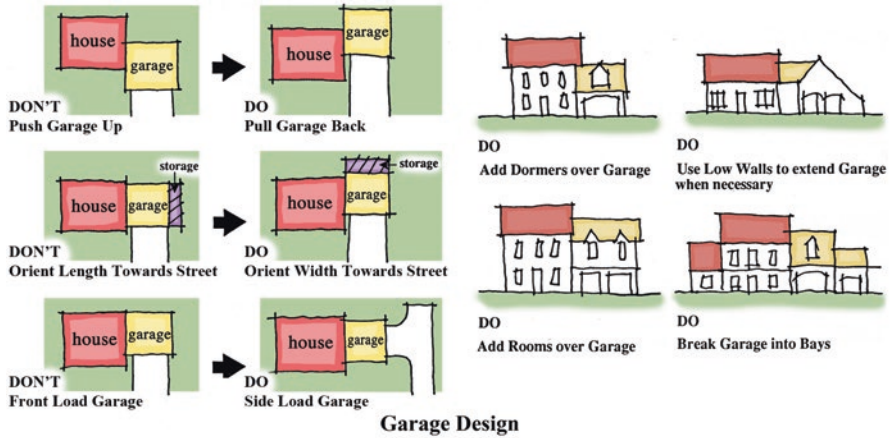 house
garage
DON'T
Push Garage Up
house
garage
DO
Pull Garage Back
storage
house
garage
DON'T
Orient Length Towards Street
storage
house
garage
DO
Orient Width Towards Street
house
garage
DON'T
Front Load Garage
house
garage
DO
Side Load Garage
DO
Add Dormers over Garage
DO
Use Low Walls to extend Garage
when necessary
DO
Add Rooms over Garage
DO
Break Garage into Bays
Garage Design